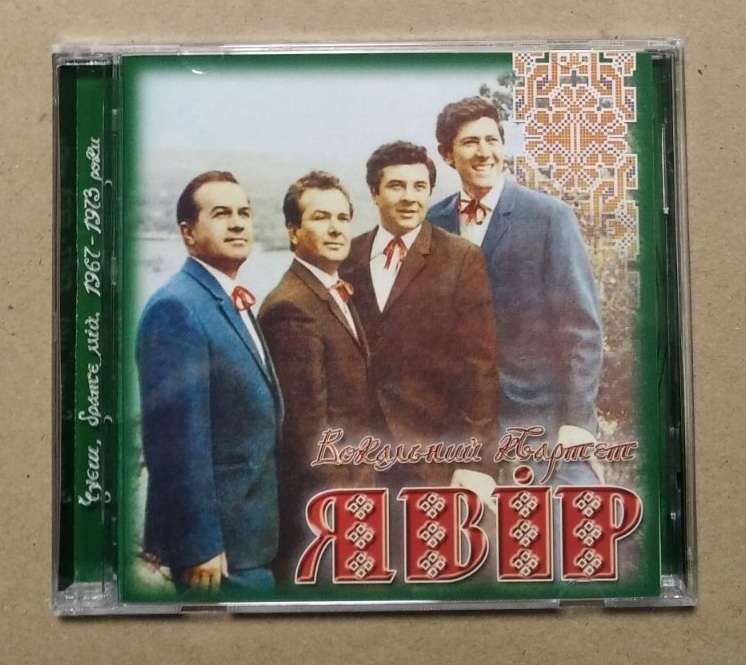 Чуєш, брате мій, 1967 - 1973 роки
Вокальний квартет
ЯВІР